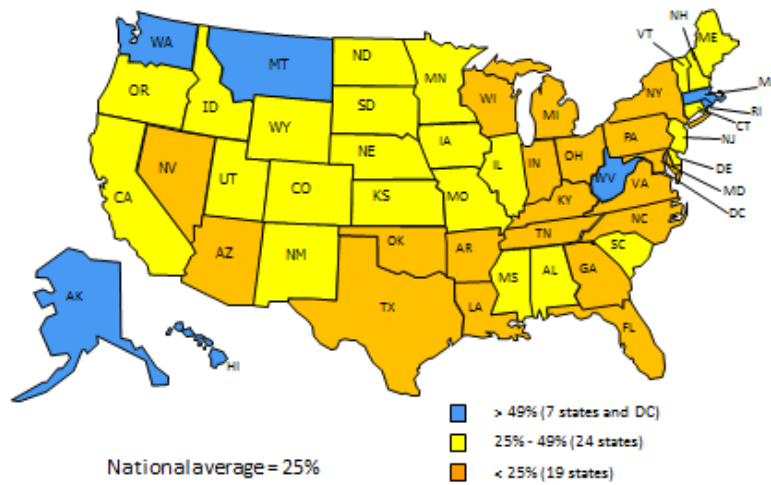 NH
VT
ME
WA
MT
ND
MN
M
OR
ID
SD
WI
NY
RI
WY
MI
CT
IA
PA
NJ
NE
NV
IL
IN
OH
DE
UT
CA
CO
WV
VA
MD
KS
MO
KY
DC
NC
TN
OK
AR
SC
AZ
NM
MS
AL
GA
AK
TX
LA
FL
HI
> 49% (7 states and DC)
25% - 49% (24 states)
National average = 25%
< 25% (19 states)